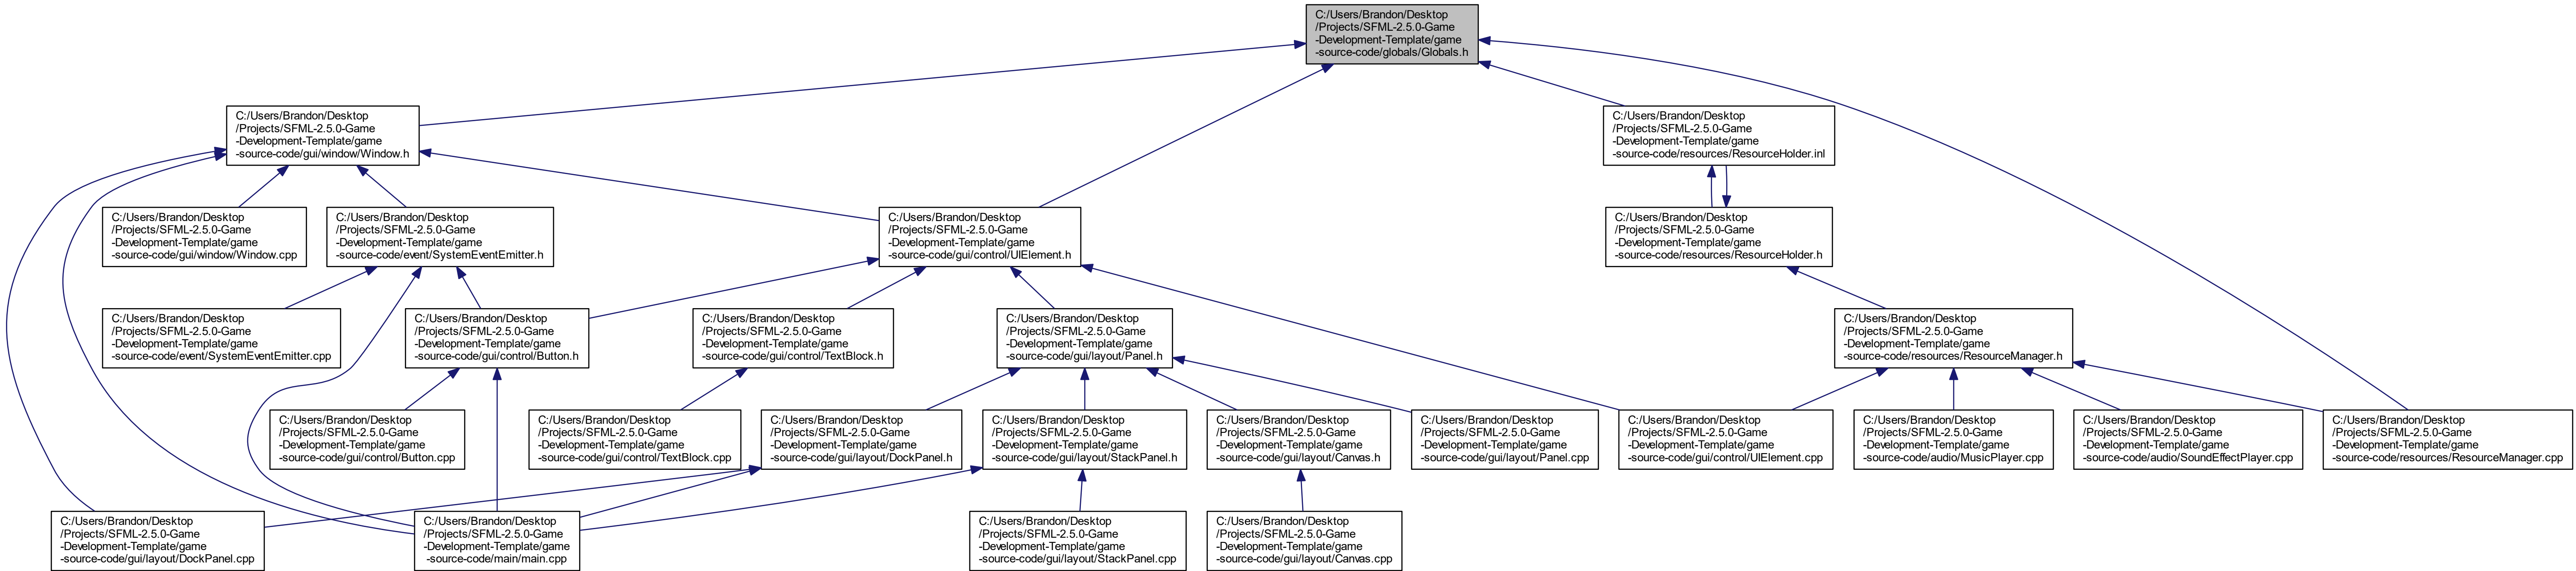 C:/Users/Brandon/Desktop
/Projects/SFML-2.5.0-Game
-Development-Template/game
-source-code/globals/Globals.h
C:/Users/Brandon/Desktop
/Projects/SFML-2.5.0-Game
-Development-Template/game
-source-code/gui/window/Window.h
C:/Users/Brandon/Desktop
/Projects/SFML-2.5.0-Game
-Development-Template/game
-source-code/resources/ResourceHolder.inl
C:/Users/Brandon/Desktop
/Projects/SFML-2.5.0-Game
-Development-Template/game
-source-code/gui/window/Window.cpp
C:/Users/Brandon/Desktop
/Projects/SFML-2.5.0-Game
-Development-Template/game
-source-code/event/SystemEventEmitter.h
C:/Users/Brandon/Desktop
/Projects/SFML-2.5.0-Game
-Development-Template/game
-source-code/gui/control/UIElement.h
C:/Users/Brandon/Desktop
/Projects/SFML-2.5.0-Game
-Development-Template/game
-source-code/resources/ResourceHolder.h
C:/Users/Brandon/Desktop
/Projects/SFML-2.5.0-Game
-Development-Template/game
-source-code/event/SystemEventEmitter.cpp
C:/Users/Brandon/Desktop
/Projects/SFML-2.5.0-Game
-Development-Template/game
-source-code/gui/control/Button.h
C:/Users/Brandon/Desktop
/Projects/SFML-2.5.0-Game
-Development-Template/game
-source-code/gui/control/TextBlock.h
C:/Users/Brandon/Desktop
/Projects/SFML-2.5.0-Game
-Development-Template/game
-source-code/gui/layout/Panel.h
C:/Users/Brandon/Desktop
/Projects/SFML-2.5.0-Game
-Development-Template/game
-source-code/resources/ResourceManager.h
C:/Users/Brandon/Desktop
/Projects/SFML-2.5.0-Game
-Development-Template/game
-source-code/gui/control/Button.cpp
C:/Users/Brandon/Desktop
/Projects/SFML-2.5.0-Game
-Development-Template/game
-source-code/gui/control/TextBlock.cpp
C:/Users/Brandon/Desktop
/Projects/SFML-2.5.0-Game
-Development-Template/game
-source-code/gui/layout/DockPanel.h
C:/Users/Brandon/Desktop
/Projects/SFML-2.5.0-Game
-Development-Template/game
-source-code/gui/layout/StackPanel.h
C:/Users/Brandon/Desktop
/Projects/SFML-2.5.0-Game
-Development-Template/game
-source-code/gui/layout/Canvas.h
C:/Users/Brandon/Desktop
/Projects/SFML-2.5.0-Game
-Development-Template/game
-source-code/gui/layout/Panel.cpp
C:/Users/Brandon/Desktop
/Projects/SFML-2.5.0-Game
-Development-Template/game
-source-code/gui/control/UIElement.cpp
C:/Users/Brandon/Desktop
/Projects/SFML-2.5.0-Game
-Development-Template/game
-source-code/audio/MusicPlayer.cpp
C:/Users/Brandon/Desktop
/Projects/SFML-2.5.0-Game
-Development-Template/game
-source-code/audio/SoundEffectPlayer.cpp
C:/Users/Brandon/Desktop
/Projects/SFML-2.5.0-Game
-Development-Template/game
-source-code/resources/ResourceManager.cpp
C:/Users/Brandon/Desktop
/Projects/SFML-2.5.0-Game
-Development-Template/game
-source-code/gui/layout/DockPanel.cpp
C:/Users/Brandon/Desktop
/Projects/SFML-2.5.0-Game
-Development-Template/game
-source-code/main/main.cpp
C:/Users/Brandon/Desktop
/Projects/SFML-2.5.0-Game
-Development-Template/game
-source-code/gui/layout/StackPanel.cpp
C:/Users/Brandon/Desktop
/Projects/SFML-2.5.0-Game
-Development-Template/game
-source-code/gui/layout/Canvas.cpp